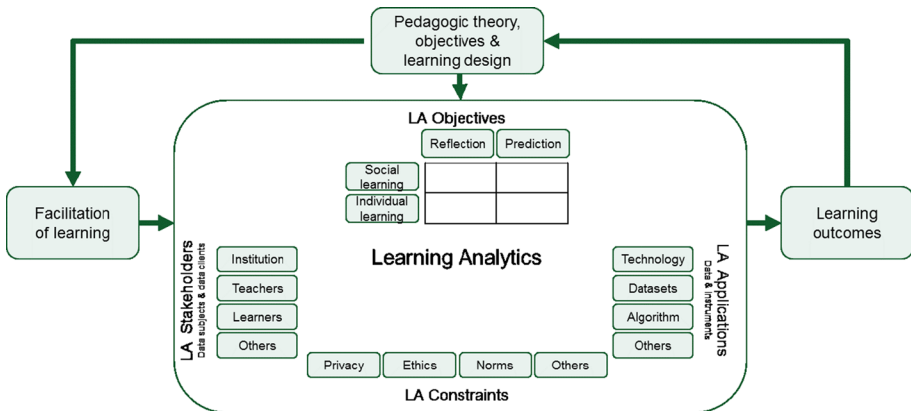 Pedagogic theory,
objectives &
learning design
LA Objectives
Reflection
Prediction
Social
learning
Individual
learning
Facilitation
of learning
Learning
outcomes
Learning Analytics
LA Stakeholders
Data subjects & data clients
Institution
Teachers
Learners
Others
LA Applications
Data & Instruments
Technology
Datasets
Algorithm
Others
Privacy
Ethics
Norms
Others
LA Constraints